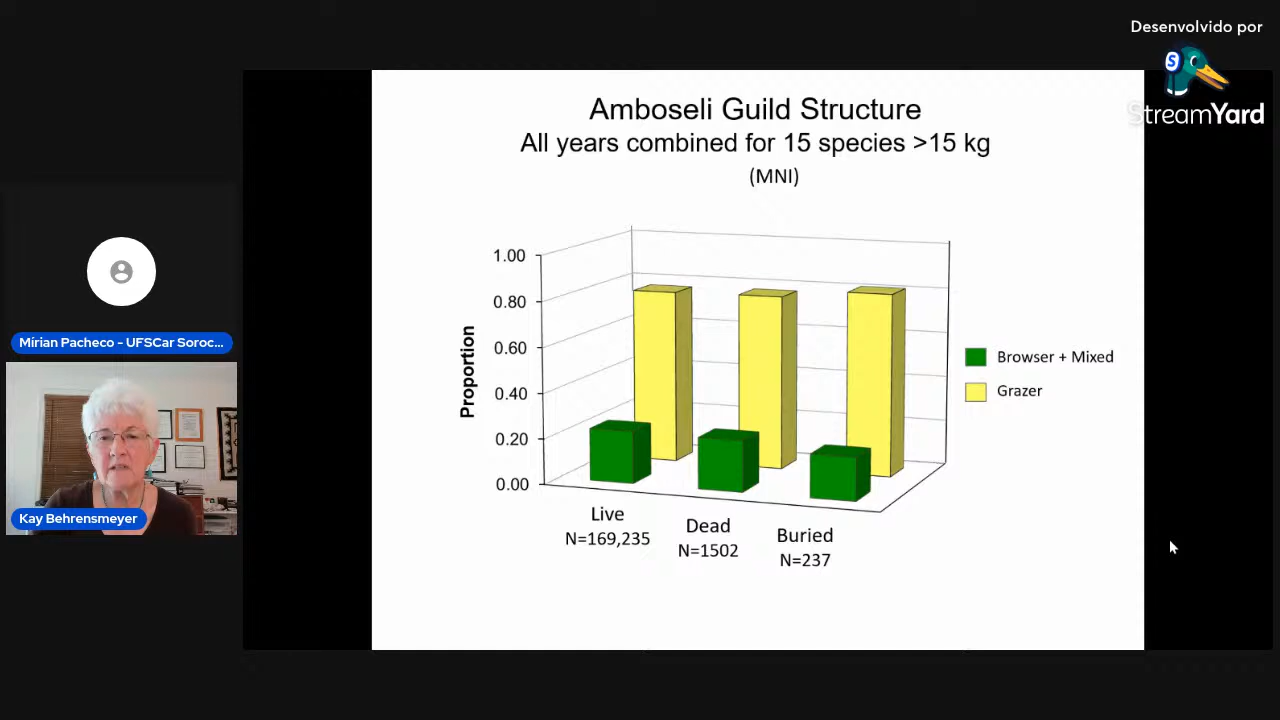 Desenvolvido por
StreamYard
Amboseli Guild Structure
All years combined for 15 species >15 kg
(MNI)
Proportion
1.00
0.80
0.60
0.40
0.20
0.00
Live
N=169,235
Dead
N=1502
Buried
N=237
Browser + Mixed
Grazer
Mírian Pacheco - UFSCar Soroc...
Kay Behrensmeyer